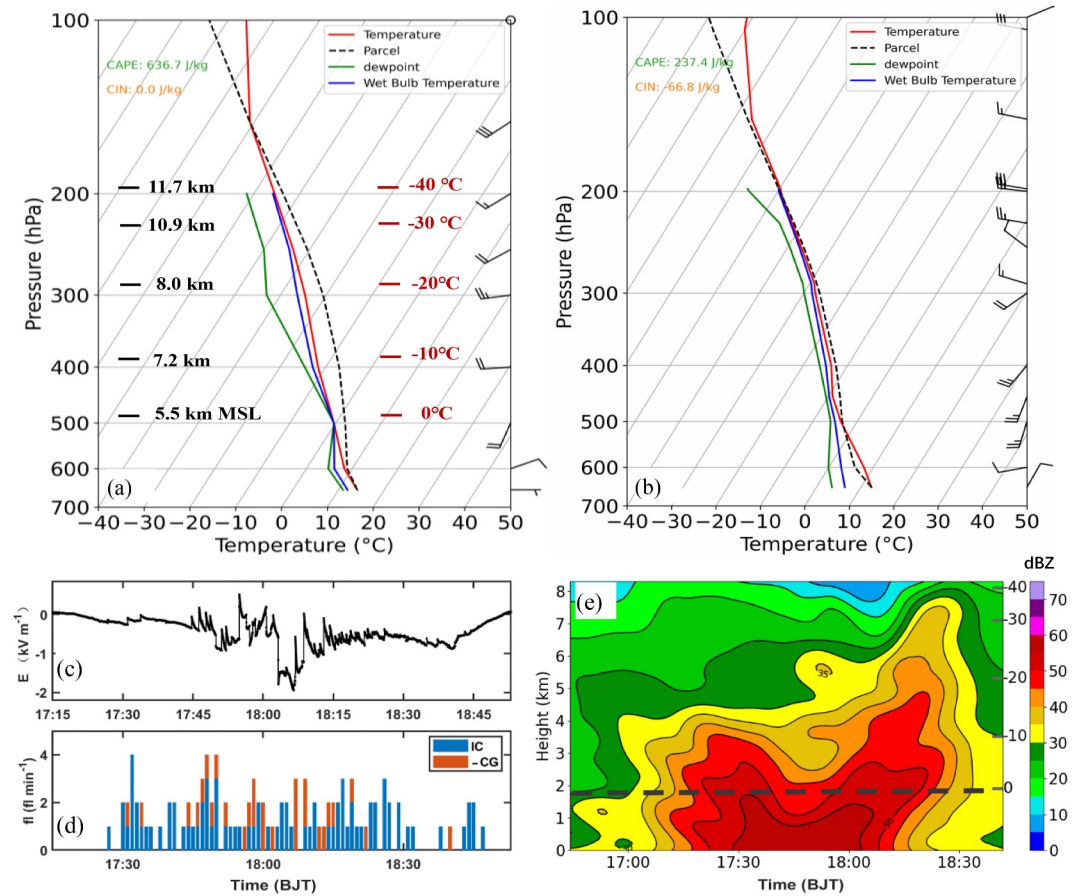 100
200
300
400
500
600
700
Pressure (hPa)
CAPE: 636.7 J/kg
CIN: 0.0 J/kg
Temperature
Parcel
dewpoint
Wet Bulb Temperature
11.7 km
-40 °C
10.9 km
-30 °C
8.0 km
-20°C
7.2 km
-10°C
5.5 km MSL
0°C
(a)
−40 −30 −20 −10 0 10 20 30 40 50
Temperature (°C)
100
200
300
400
500
600
700
Pressure (hPa)
CAPE: 237.4 J/kg
CIN: -66.8 J/kg
Temperature
Parcel
dewpoint
Wet Bulb Temperature
(b)
−40 −30 −20 −10 0 10 20 30 40 50
Temperature (°C)
E (kV m-1)
0
-1
-2
(c)
17:15 17:30 17:45 18:00 18:15 18:30 18:45
fl (fl min-1)
4
2
0
IC
-CG
(d)
17:30 18:00 18:30
Time (BJT)
dBZ
(e)
Height (km)
8
7
6
5
4
3
2
1
0
35
50
30
-40
-30
-20
-10
0
70
60
50
40
30
20
10
0
17:00 17:30 18:00 18:30
Time (BJT)